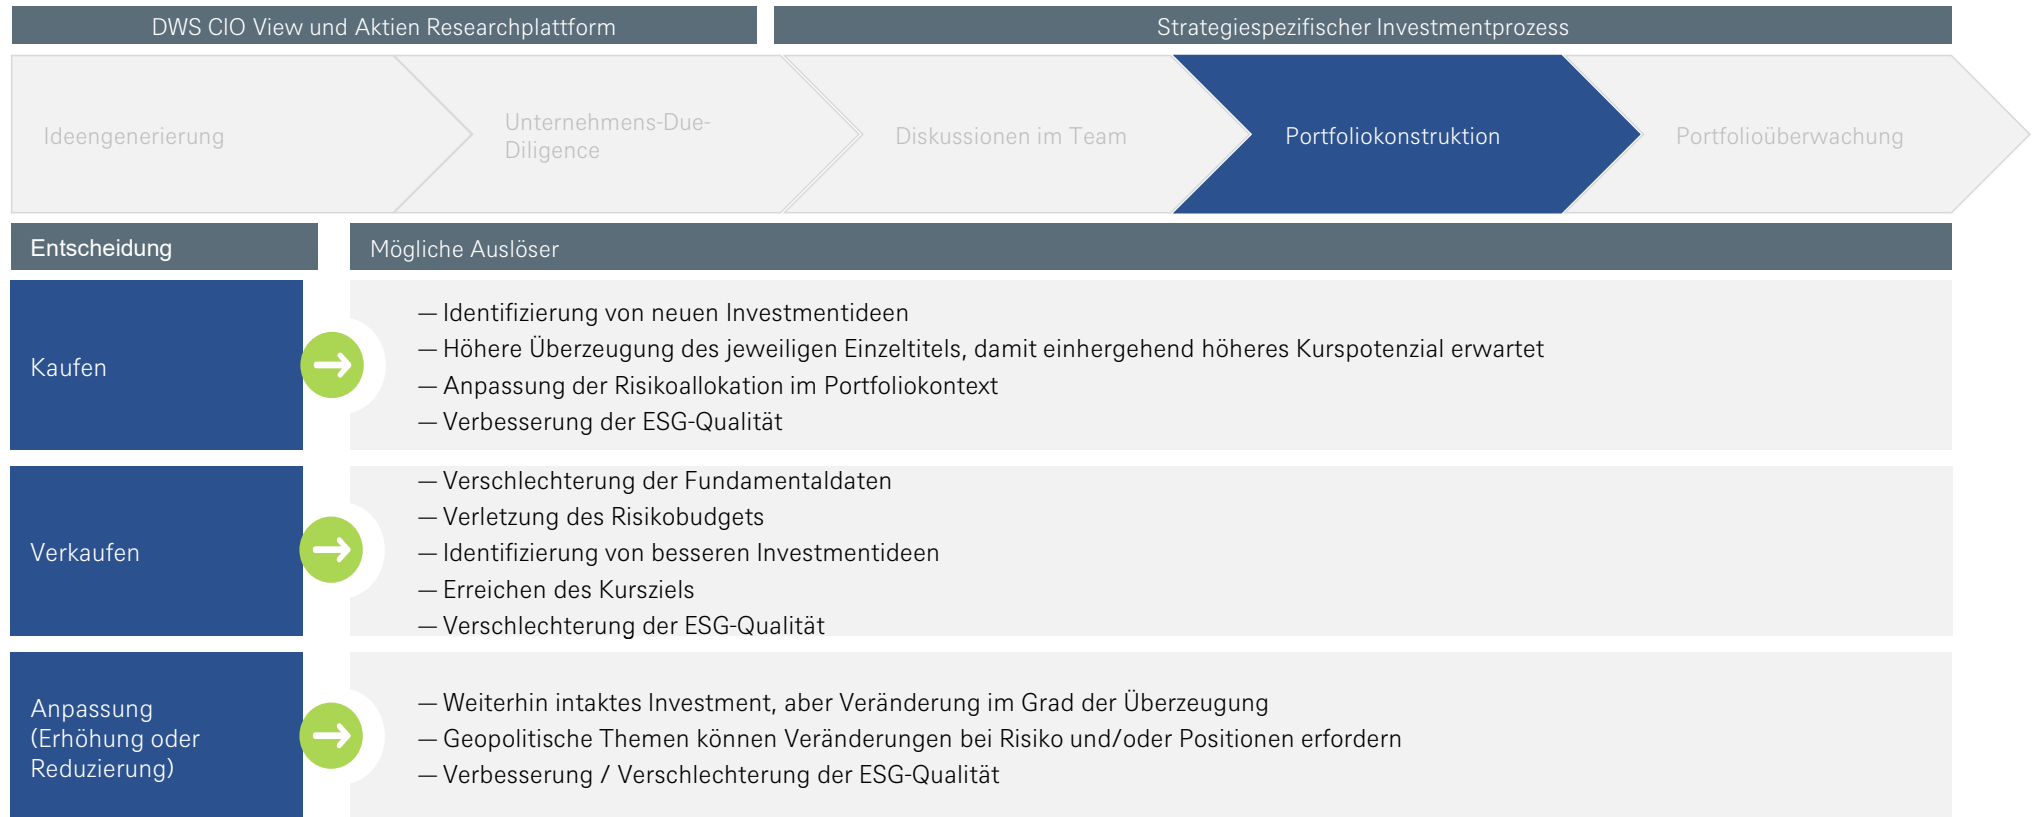 DWS CIO View und Aktien Researchplattform
Strategiespezifischer Investmentprozess
Ideengenerierung
Unternehmens-Due-
Diligence
Diskussionen im Team
Portfoliokonstruktion
Portfolioüberwachung
Entscheidung
Mögliche Auslöser
Kaufen
— Identifizierung von neuen Investmentideen
— Höhere Überzeugung des jeweiligen Einzeltitels, damit einhergehend höheres Kurspotenzial erwartet
— Anpassung der Risikoallokation im Portfoliokontext
— Verbesserung der ESG-Qualität
Verkaufen
— Verschlechterung der Fundamentaldaten
— Verletzung des Risikobudgets
— Identifizierung von besseren Investmentideen
— Erreichen des Kursziels
— Verschlechterung der ESG-Qualität
Anpassung
(Erhöhung oder
Reduzierung)
— Weiterhin intaktes Investment, aber Veränderung im Grad der Überzeugung
— Geopolitische Themen können Veränderungen bei Risiko und/oder Positionen erfordern
— Verbesserung / Verschlechterung der ESG-Qualität